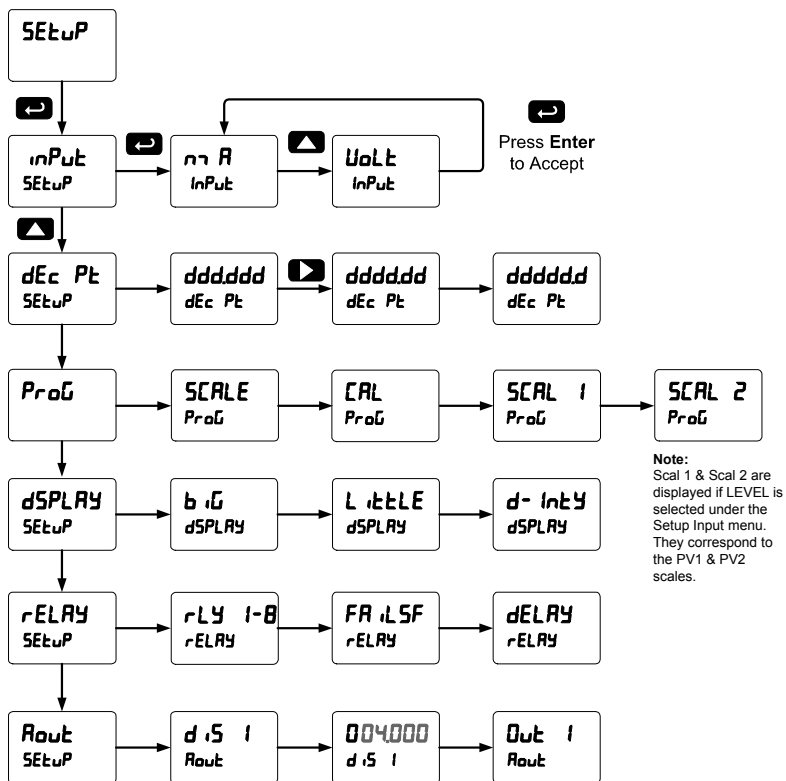 SEtuP
inPut
SEtuP
mA
InPut
VoLt
InPut
Press Enter
to Accept
dEc Pt
SEtuP
ddd.ddd
dEc Pt
dddd.dd
dEc Pt
ddddd.d
dEc Pt
ProG
SCALE
ProG
CAL
ProG
SCAL 1
ProG
SCAL 2
ProG
Note:
Scal 1 & Scal 2 are
displayed if LEVEL is
selected under the
Setup Input menu.
They correspond to
the PV1 & PV2
scales.
dSPLAY
SEtuP
biG
dSPLAY
LittLE
dSPLAY
d-IntY
dSPLAY
rELAY
SEtuP
rLY 1-8
rELAY
FAiLSF
rELAY
dELAY
rELAY
Aout
SEtuP
diS 1
Aout
004.000
diS 1
Out 1
Aout